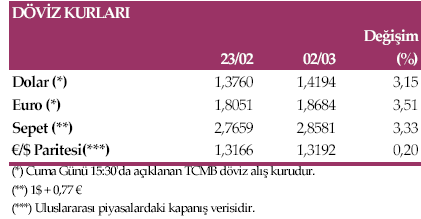 DÖVİZ KURLARI
Değişim
23/02 02/03 (%)
Dolar (*) 1,3760 1,4194 3,15
Euro (*) 1,8051 1,8684 3,51
Sepet (**) 2,7659 2,8581 3,33
€/$ Paritesi(***) 1,3166 1,3192 0,20
(*) Cuma Günü 15:30'da açıklanan TCMB döviz alış kurudur.
(**) 1$ + 0,77 €
(***) Uluslararası piyasalardaki kapanış verisidir.